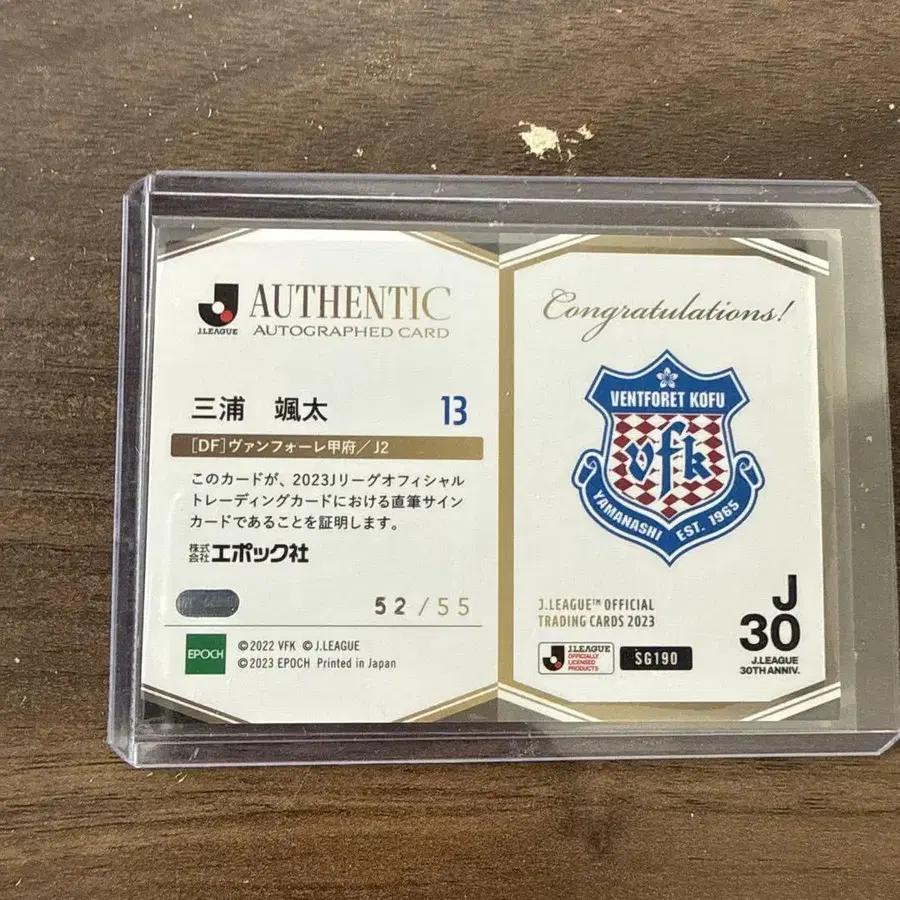 J.LEAGUE
AUTHENTIC
AUTOGRAPHED CARD
三浦 颯太 13
[DF]ヴァンフォーレ甲府/J2
このカードが、2023Jリーグオフィシャル
トレーディングカードにおける直筆サイン
カードであることを証明します。
株式会社エポック社
52/55
EPOCH
©2022 VFK ©J.LEAGUE
©2023 EPOCH Printed in Japan
Congratulations!
VENTFORET KOFU
vfk
YAMANASHI EST. 1965
J.LEAGUE™ OFFICIAL
TRADING CARDS 2023
J.LEAGUE
OFFICIALLY
LICENSED
PRODUCTS
SG190
J
30
J.LEAGUE
30TH ANNIV.